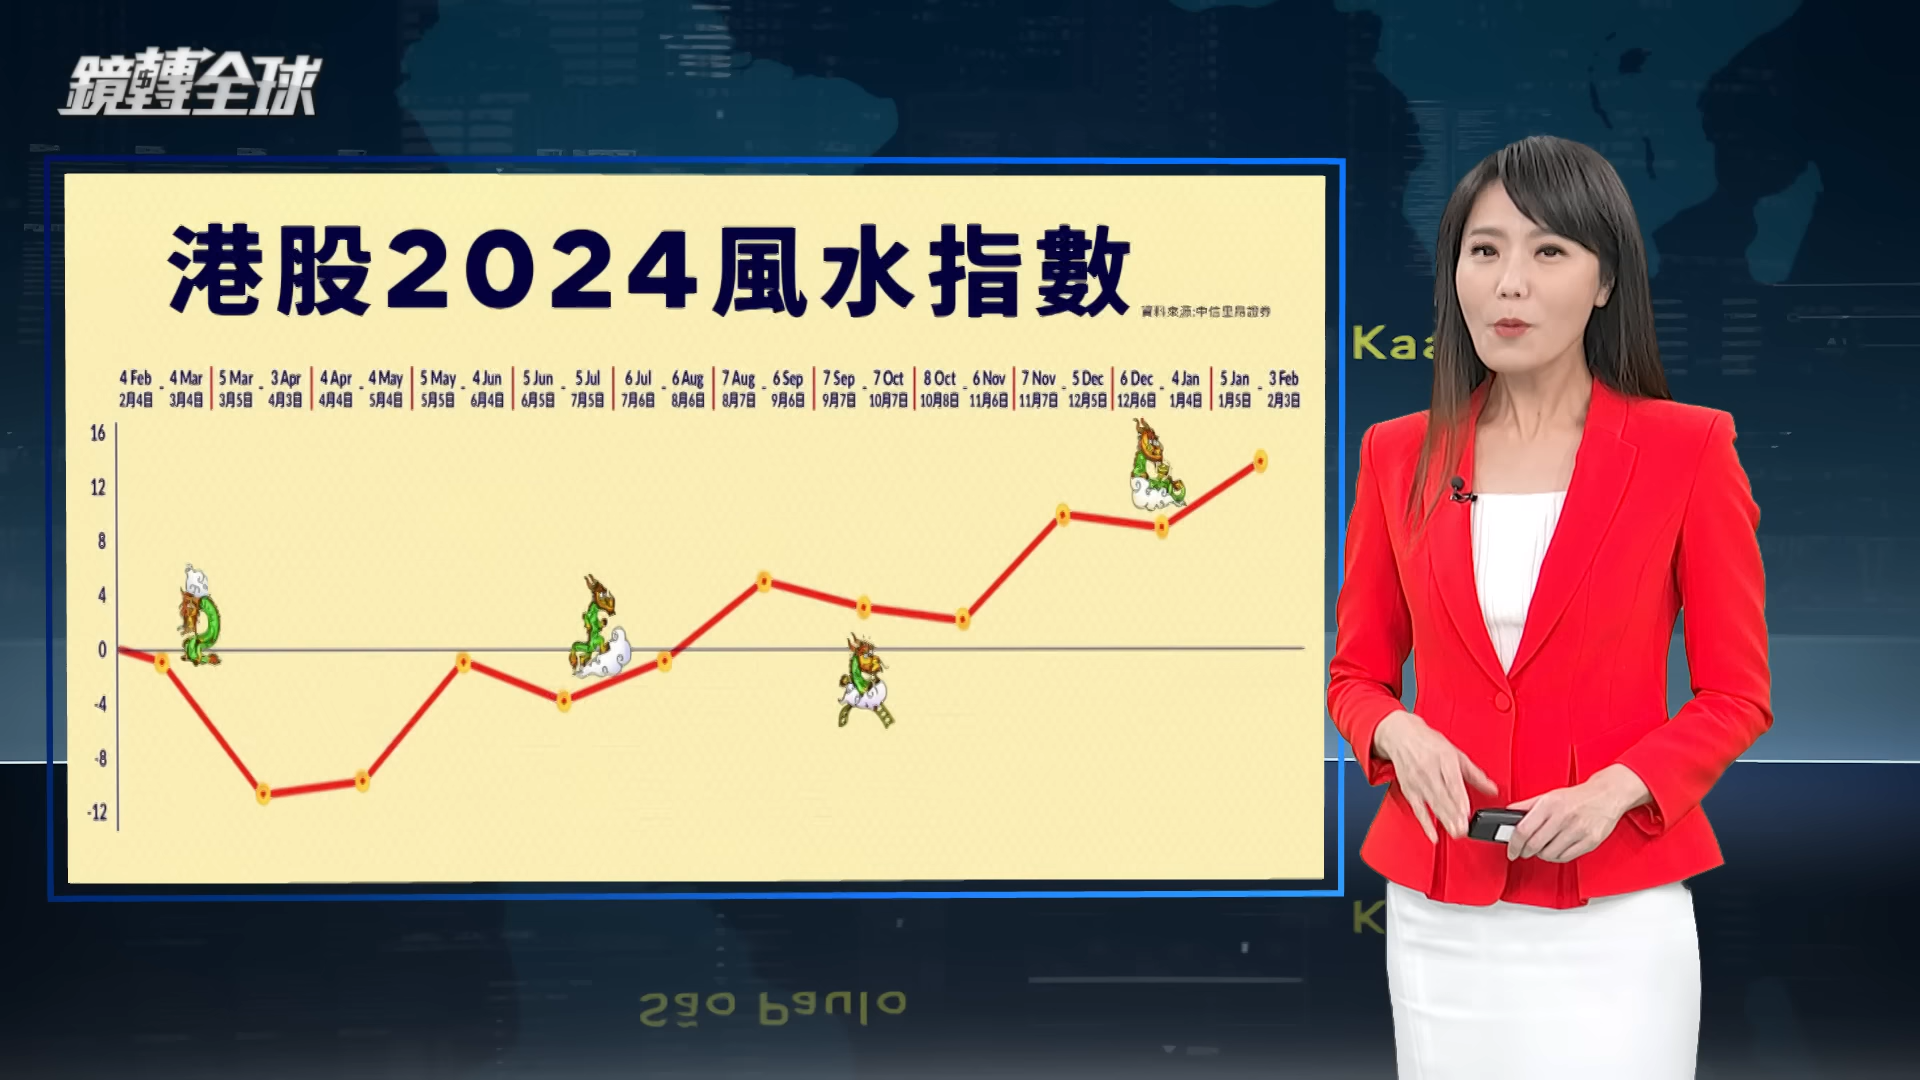 鏡轉全球
港股2024風水指數
資料來源:中信里昂證券
4 Feb - 4 Mar 5 Mar - 3 Apr 4 Apr - 4 May 5 May - 4 Jun 5 Jun - 5 Jul 6 Jul - 6 Aug 7 Aug - 6 Sep 7 Sep - 7 Oct 8 Oct - 6 Nov 7 Nov - 5 Dec 6 Dec - 4 Jan 5 Jan - 3 Feb
2月4日 3月4日 3月5日 4月3日 4月4日 5月4日 5月5日 6月4日 6月5日 7月5日 7月6日 8月6日 8月7日 9月6日 9月7日 10月7日 10月8日 11月6日 11月7日 12月5日 12月6日 1月4日 1月5日 2月3日
16
12
8
4
0
-4
-8
-12
Kaa
K
São Paulo